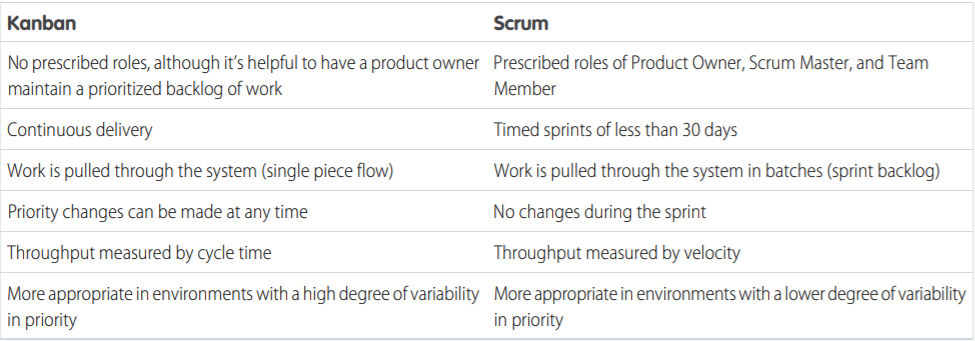 Kanban Scrum
No prescribed roles, although it's helpful to have a product owner Prescribed roles of Product Owner, Scrum Master, and Team
maintain a prioritized backlog of work Member
Continuous delivery Timed sprints of less than 30 days
Work is pulled through the system (single piece flow) Work is pulled through the system in batches (sprint backlog)
Priority changes can be made at any time No changes during the sprint
Throughput measured by cycle time Throughput measured by velocity
More appropriate in environments with a high degree of variability More appropriate in environments with a lower degree of variability
in priority in priority